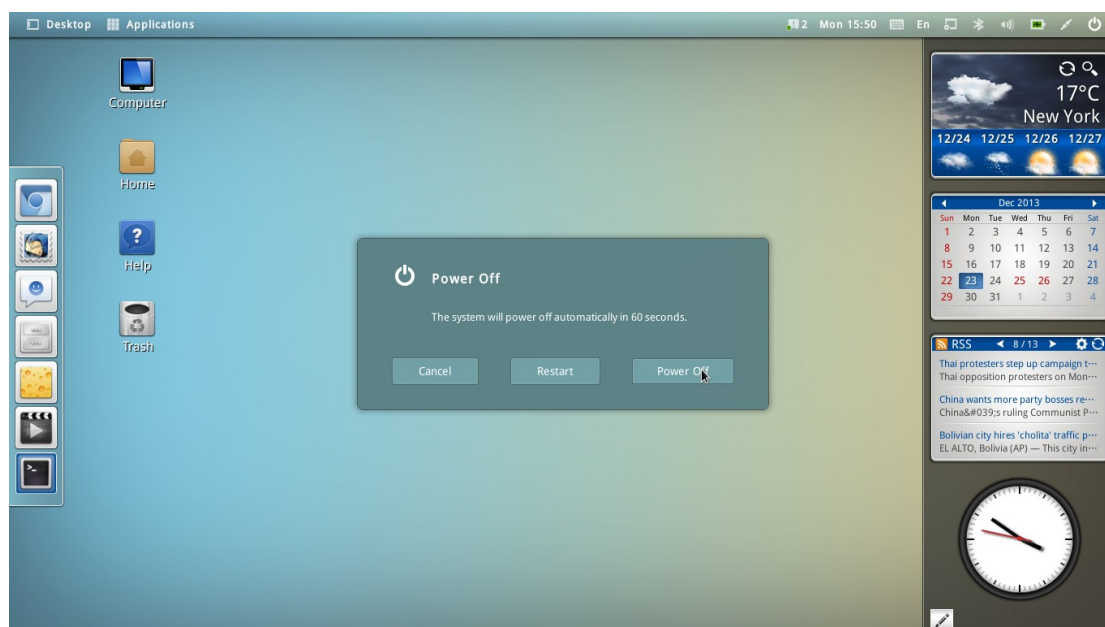 Desktop Applications 2 Mon 15:50 En
Computer
Home
Help
Trash
Power Off
The system will power off automatically in 60 seconds.
Cancel Restart Power Off
17°C
New York
12/24 12/25 12/26 12/27
Dec 2013
Sun Mon Tue Wed Thu Fri Sat
1 2 3 4 5 6 7
8 9 10 11 12 13 14
15 16 17 18 19 20 21
22 23 24 25 26 27 28
29 30 31 1 2 3 4
RSS 8/13
Thai protesters step up campaign t···
Thai opposition protesters on Mon···
China wants more party bosses re···
China&#039;s ruling Communist P···
Bolivian city hires 'cholita' traffic p···
EL ALTO, Bolivia (AP) — This city in···